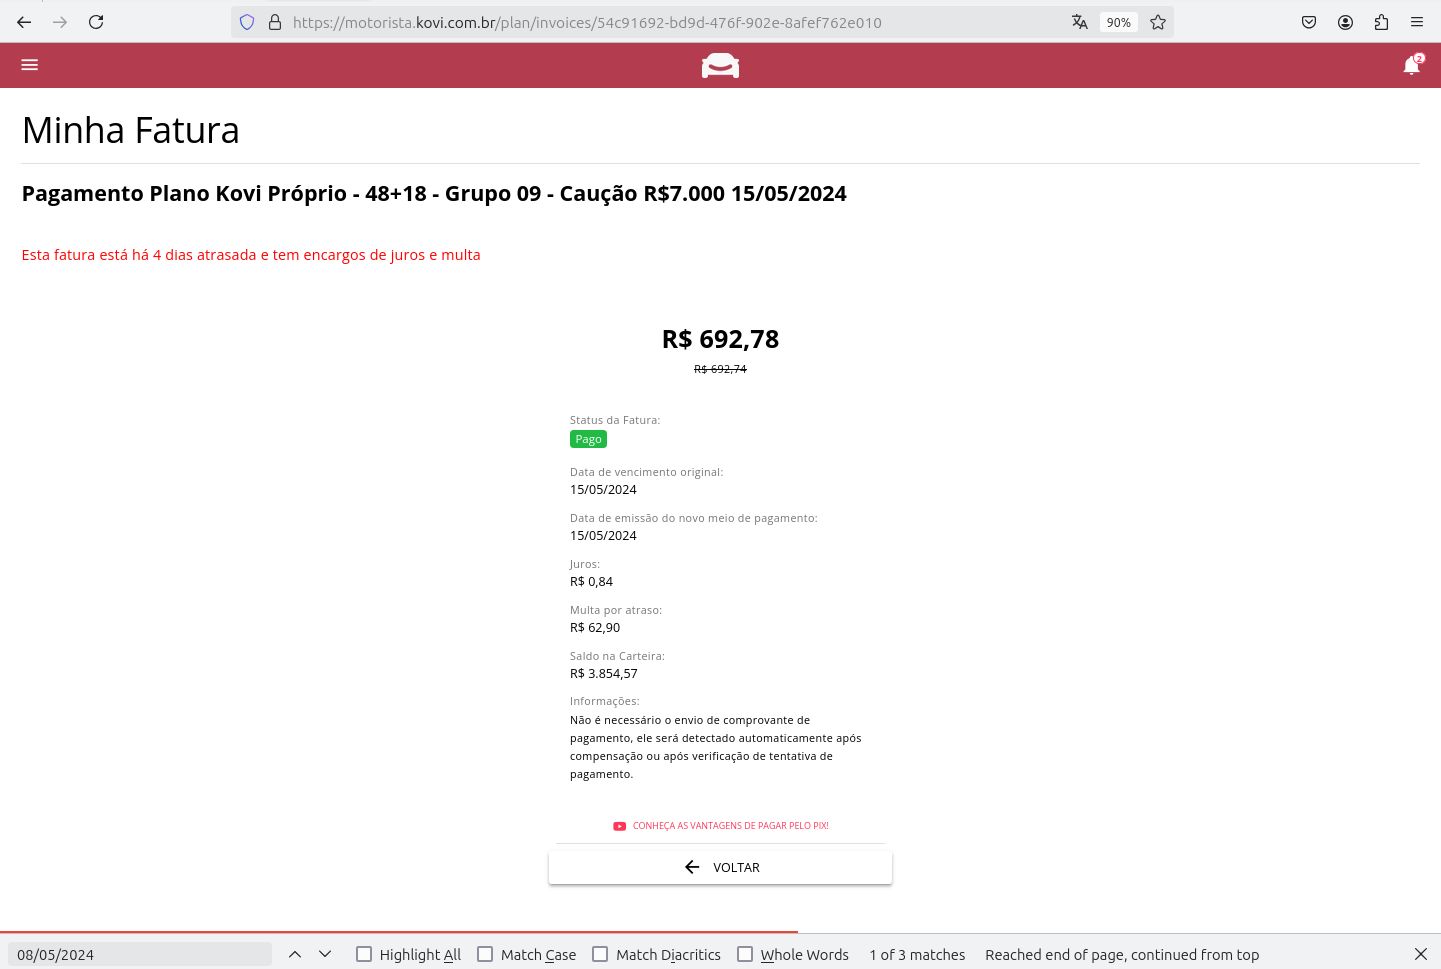 https://motorista.kovi.com.br/plan/invoices/54c91692-bd9d-476f-902e-8afef762e010
90%
2
Minha Fatura
Pagamento Plano Kovi Próprio - 48+18 - Grupo 09 - Caução R$7.000 15/05/2024
Esta fatura está há 4 dias atrasada e tem encargos de juros e multa
R$ 692,78
R$ 692,74
Status da Fatura:
Pago
Data de vencimento original:
15/05/2024
Data de emissão do novo meio de pagamento:
15/05/2024
Juros:
R$ 0,84
Multa por atraso:
R$ 62,90
Saldo na Carteira:
R$ 3.854,57
Informações:
Não é necessário o envio de comprovante de
pagamento, ele será detectado automaticamente após
compensação ou após verificação de tentativa de
pagamento.
CONHEÇA AS VANTAGENS DE PAGAR PELO PIX!
VOLTAR
08/05/2024 Highlight All Match Case Match Diacritics Whole Words 1 of 3 matches Reached end of page, continued from top